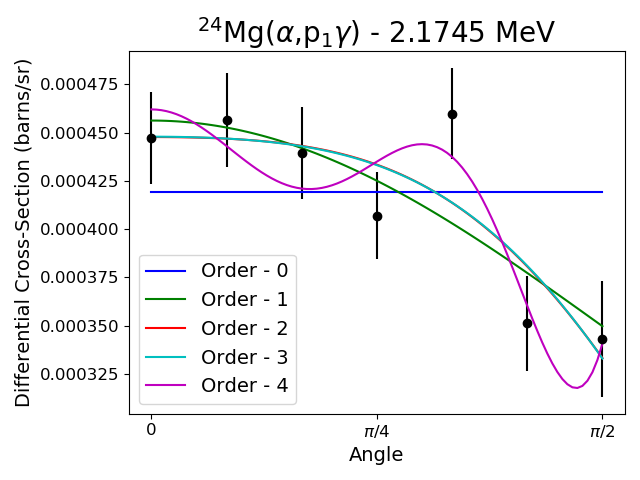 ²⁴Mg(α,p₁γ) - 2.1745 MeV
Differential Cross-Section (barns/sr)
0.000475
0.000450
0.000425
0.000400
0.000375
0.000350
0.000325
Order - 0
Order - 1
Order - 2
Order - 3
Order - 4
0
π/4
π/2
Angle